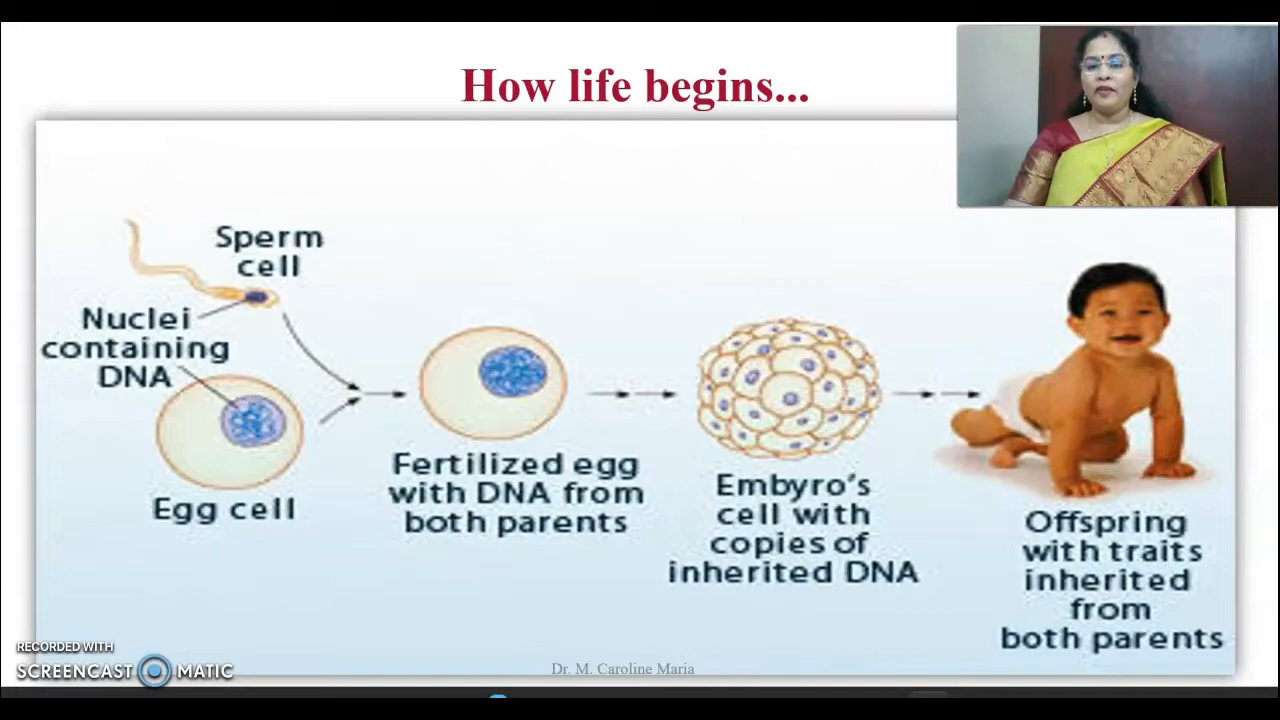 How life begins...
Sperm
cell
Nuclei
containing
DNA
Egg cell
Fertilized egg
with DNA from
both parents
Embyro's
cell with
copies of
inherited DNA
Offspring
with traits
inherited
from
both parents
RECORDED WITH
SCREENCAST MATIC
Dr. M. Caroline Maria